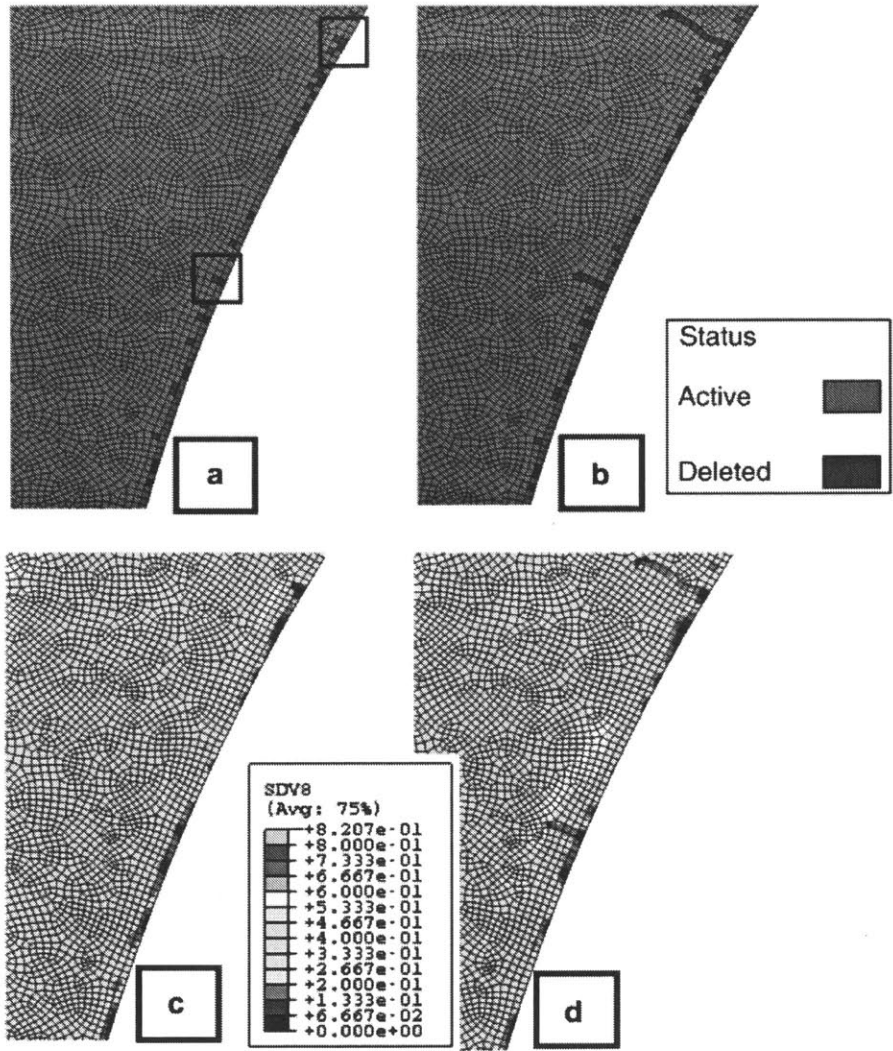 a
b
Status
Active
Deleted
SDV8
(Avg: 75%)
+8.207e-01
+8.000e-01
+7.333e-01
+6.667e-01
+6.000e-01
+5.333e-01
+4.667e-01
+4.000e-01
+3.333e-01
+2.667e-01
+2.000e-01
+1.333e-01
+6.667e-02
+0.000e+00
c
d